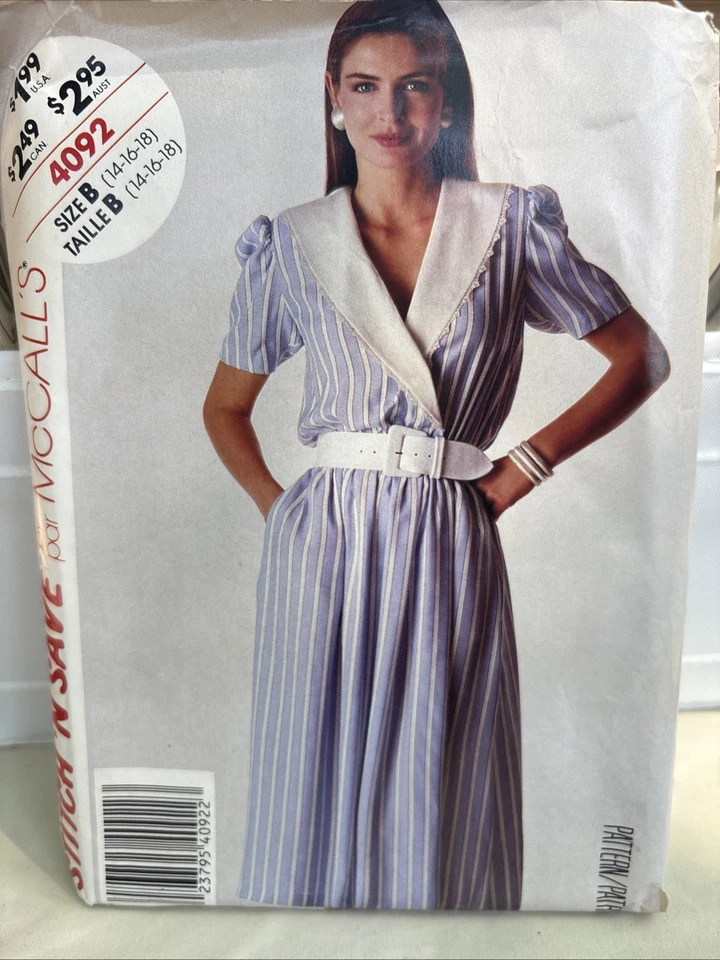 $1.99 U.S.A.
$2.95 AUST
$2.49 CAN
4092
SIZE B (14-16-18)
TAILLE B (14-16-18)
STITCH 'N SAVE®
par McCALL'S®
23795 40922
PATTERN/PATR